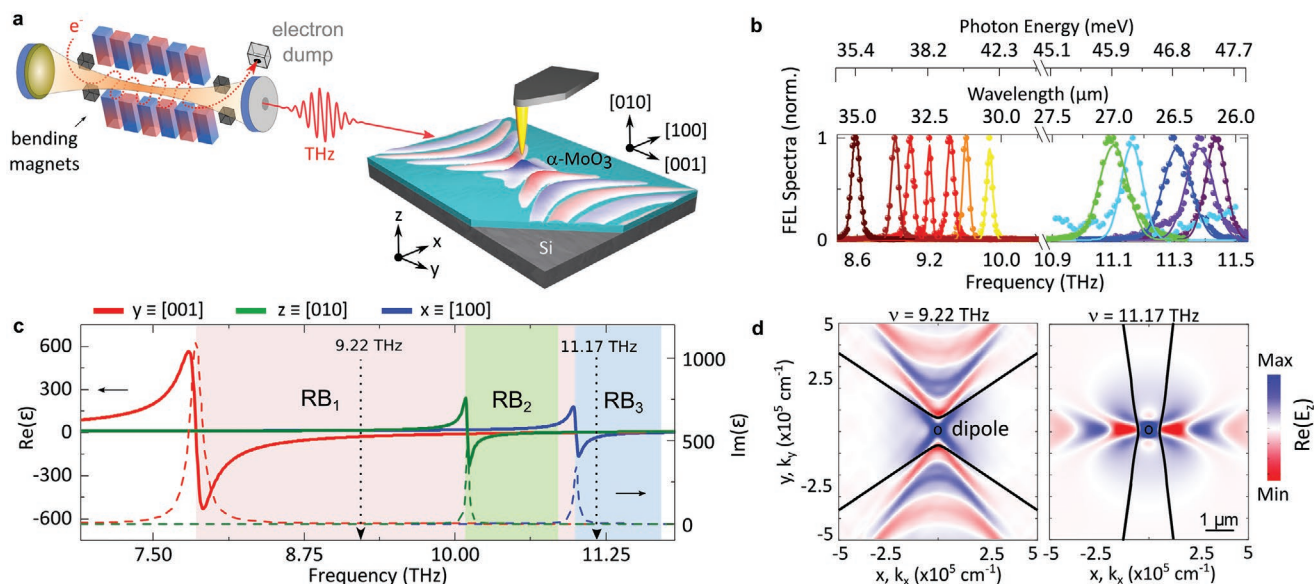 a
e⁻
electron
dump
bending
magnets
THz
[010]
[100]
[001]
α-MoO₃
Si
z
x
y
b
Photon Energy (meV)
35.4 38.2 42.3 45.1 45.9 46.8 47.7
Wavelength (µm)
35.0 32.5 30.0 27.5 27.0 26.5 26.0
FEL Spectra (norm.)
1
0
8.6 9.2 10.0 10.9 11.1 11.3 11.5
Frequency (THz)
c
y ≡ [001] z ≡ [010] x ≡ [100]
Re(ε)
600
300
0
-300
-600
9.22 THz
11.17 THz
RB₁
RB₂
RB₃
1000
500
0
Im(ε)
7.50 8.75 10.00 11.25
Frequency (THz)
d
ν = 9.22 THz
ν = 11.17 THz
y, kᵧ (x10⁵ cm⁻¹)
5
2.5
0
-2.5
-5
dipole
-5 -2.5 0 2.5 5
x, kₓ (x10⁵ cm⁻¹)
1 µm
-5 -2.5 0 2.5 5
x, kₓ (x10⁵ cm⁻¹)
Max
Re(E_z)
Min